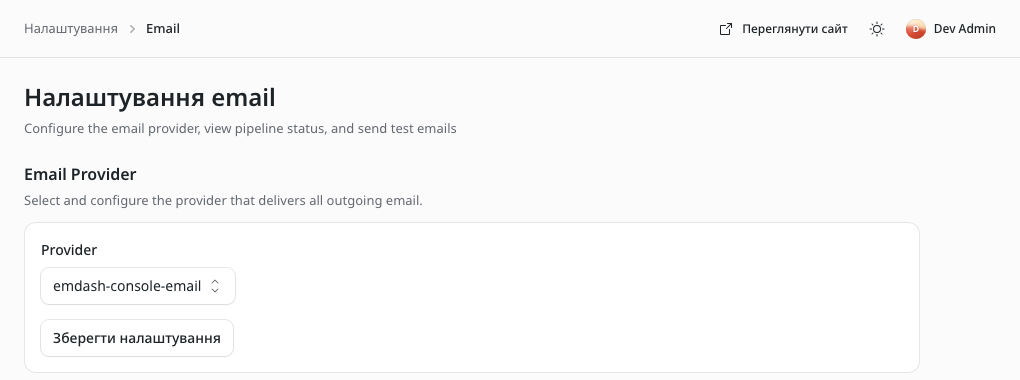 Налаштування > Email
Переглянути сайт
D Dev Admin
Налаштування email
Configure the email provider, view pipeline status, and send test emails
Email Provider
Select and configure the provider that delivers all outgoing email.
Provider
emdash-console-email
Зберегти налаштування